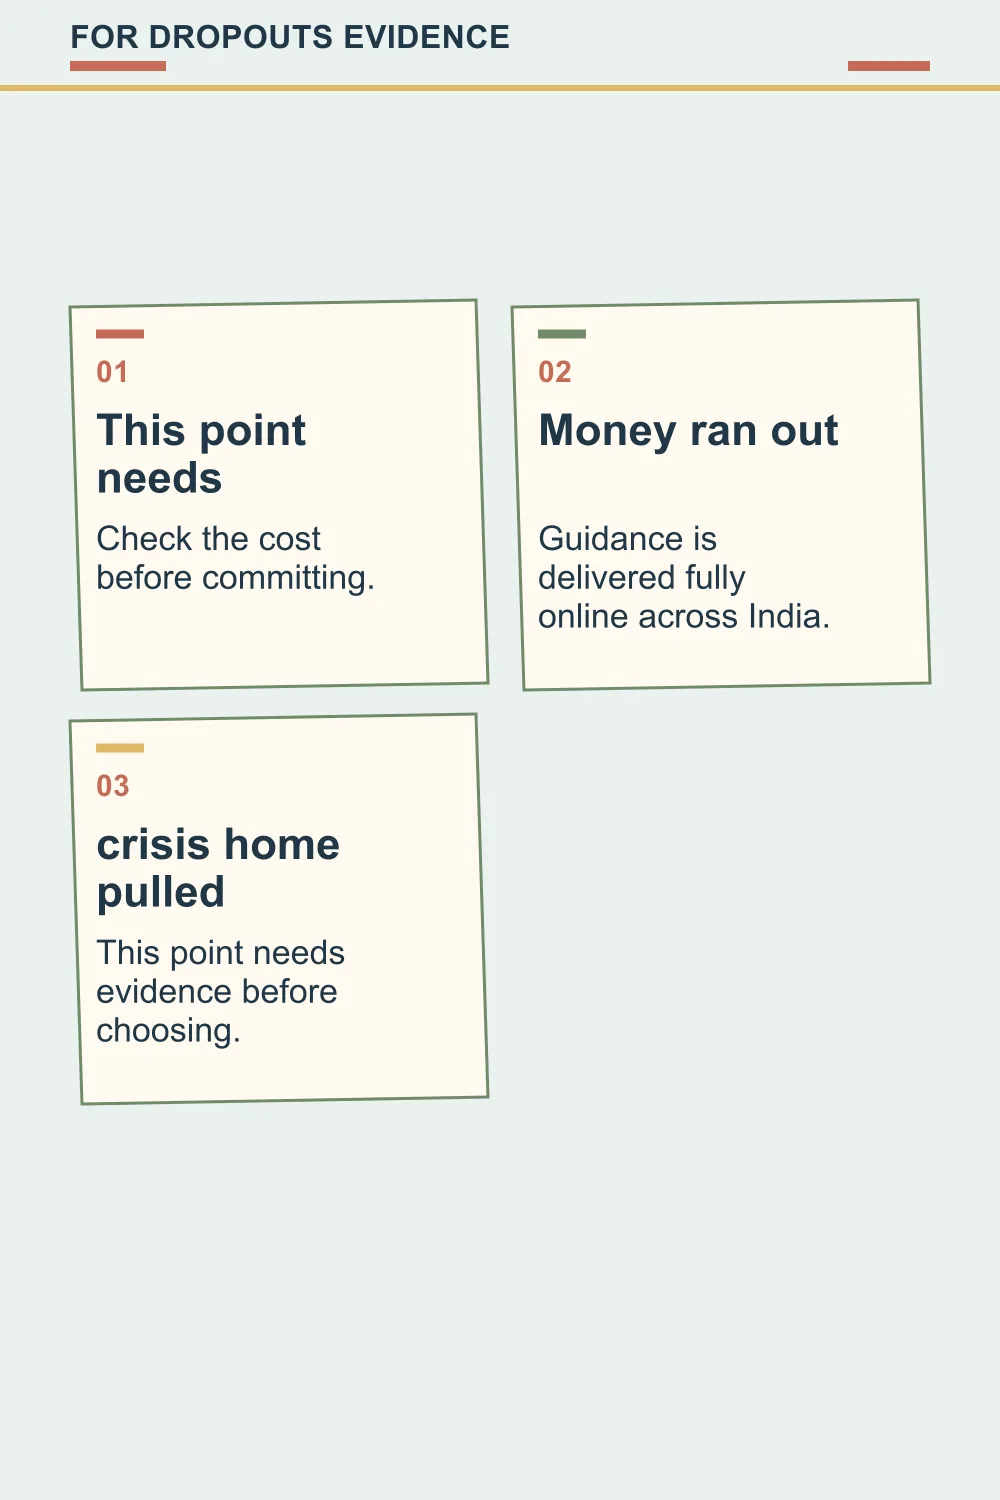 FOR DROPOUTS EVIDENCE
01
This point
needs
Check the cost
before committing.
02
Money ran out
Guidance is
delivered fully
online across India.
03
crisis home
pulled
This point needs
evidence before
choosing.